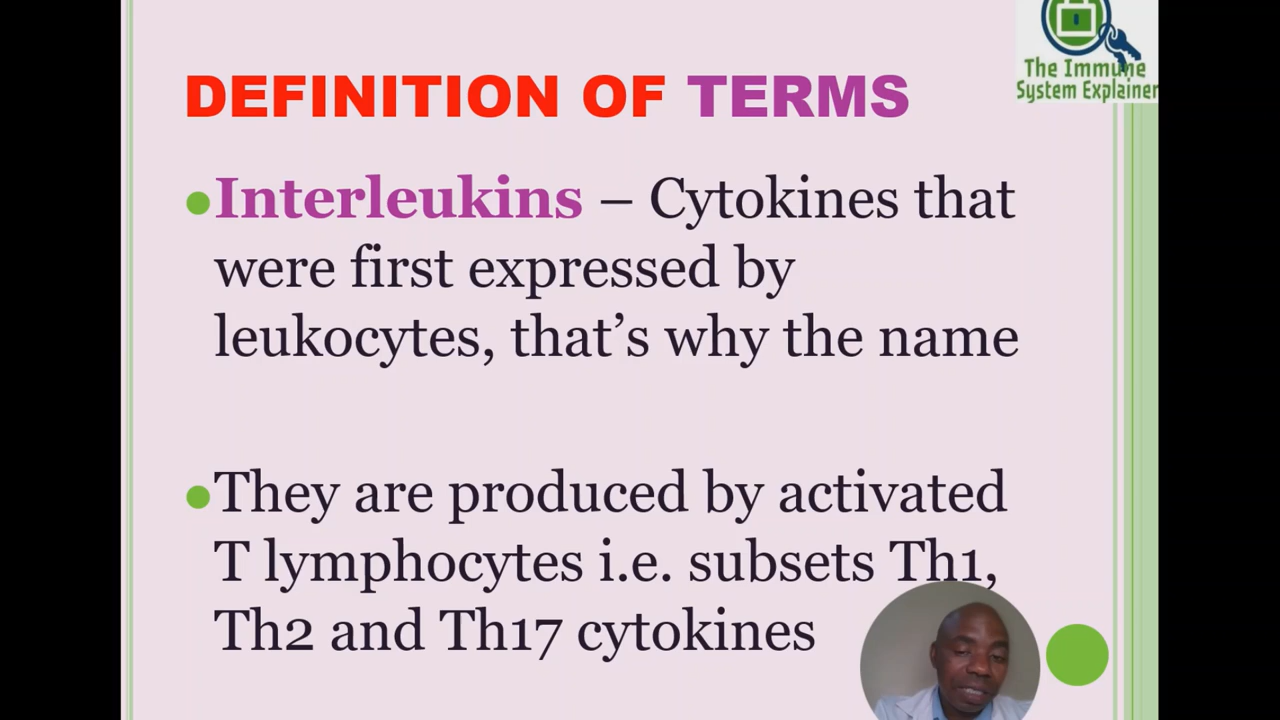 The Immune
System Explainer
DEFINITION OF TERMS
Interleukins – Cytokines that
were first expressed by
leukocytes, that's why the name
They are produced by activated
T lymphocytes i.e. subsets Th1,
Th2 and Th17 cytokines